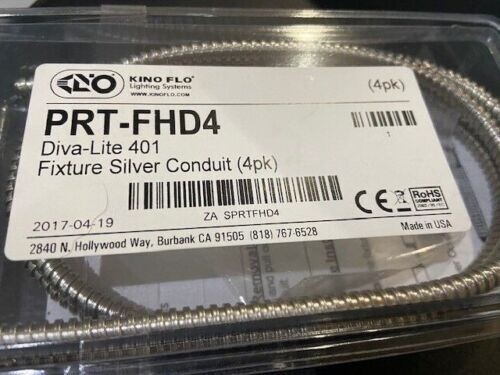 KINO FLO®
Lighting Systems
WWW.KINOFLO.COM
(4pk)
PRT-FHD4
Diva-Lite 401
Fixture Silver Conduit (4pk)
1
ZA SPRTFHD4
CE
RoHS
COMPLIANT
2017-04-19
Made in USA
2840 N. Hollywood Way, Burbank CA 91505 (818) 767-6528